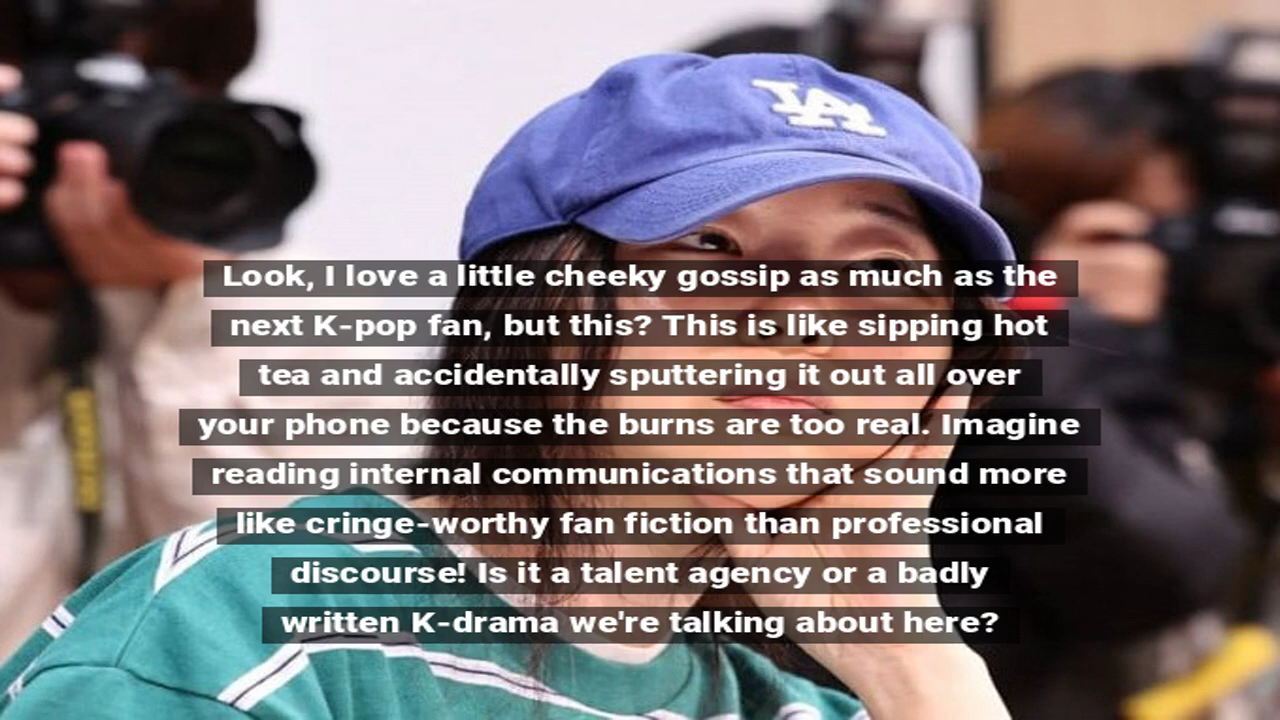 LA
Look, I love a little cheeky gossip as much as the
next K-pop fan, but this? This is like sipping hot
tea and accidentally sputtering it out all over
your phone because the burns are too real. Imagine
reading internal communications that sound more
like cringe-worthy fan fiction than professional
discourse! Is it a talent agency or a badly
written K-drama we're talking about here?